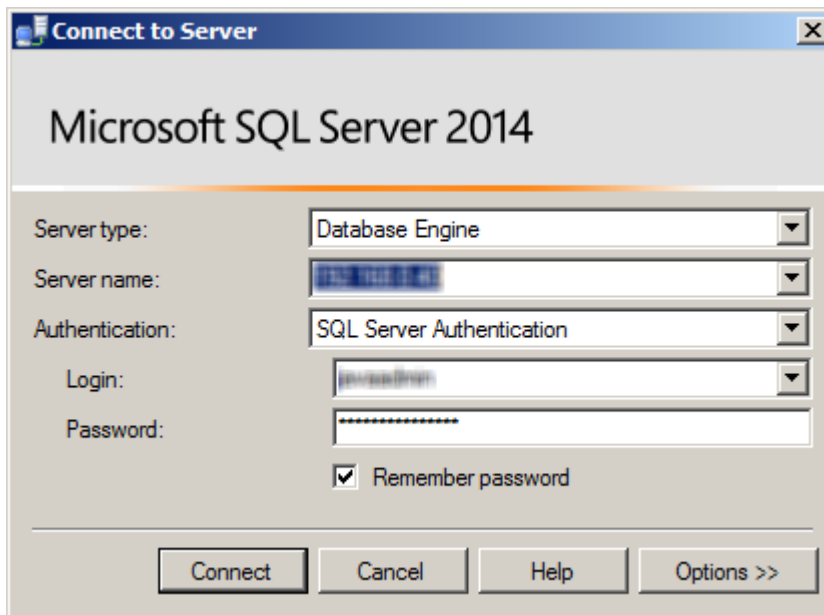 Connect to Server
Microsoft SQL Server 2014
Server type: Database Engine
Server name:
Authentication: SQL Server Authentication
Login:
Password: ***************
Remember password
Connect Cancel Help Options >>